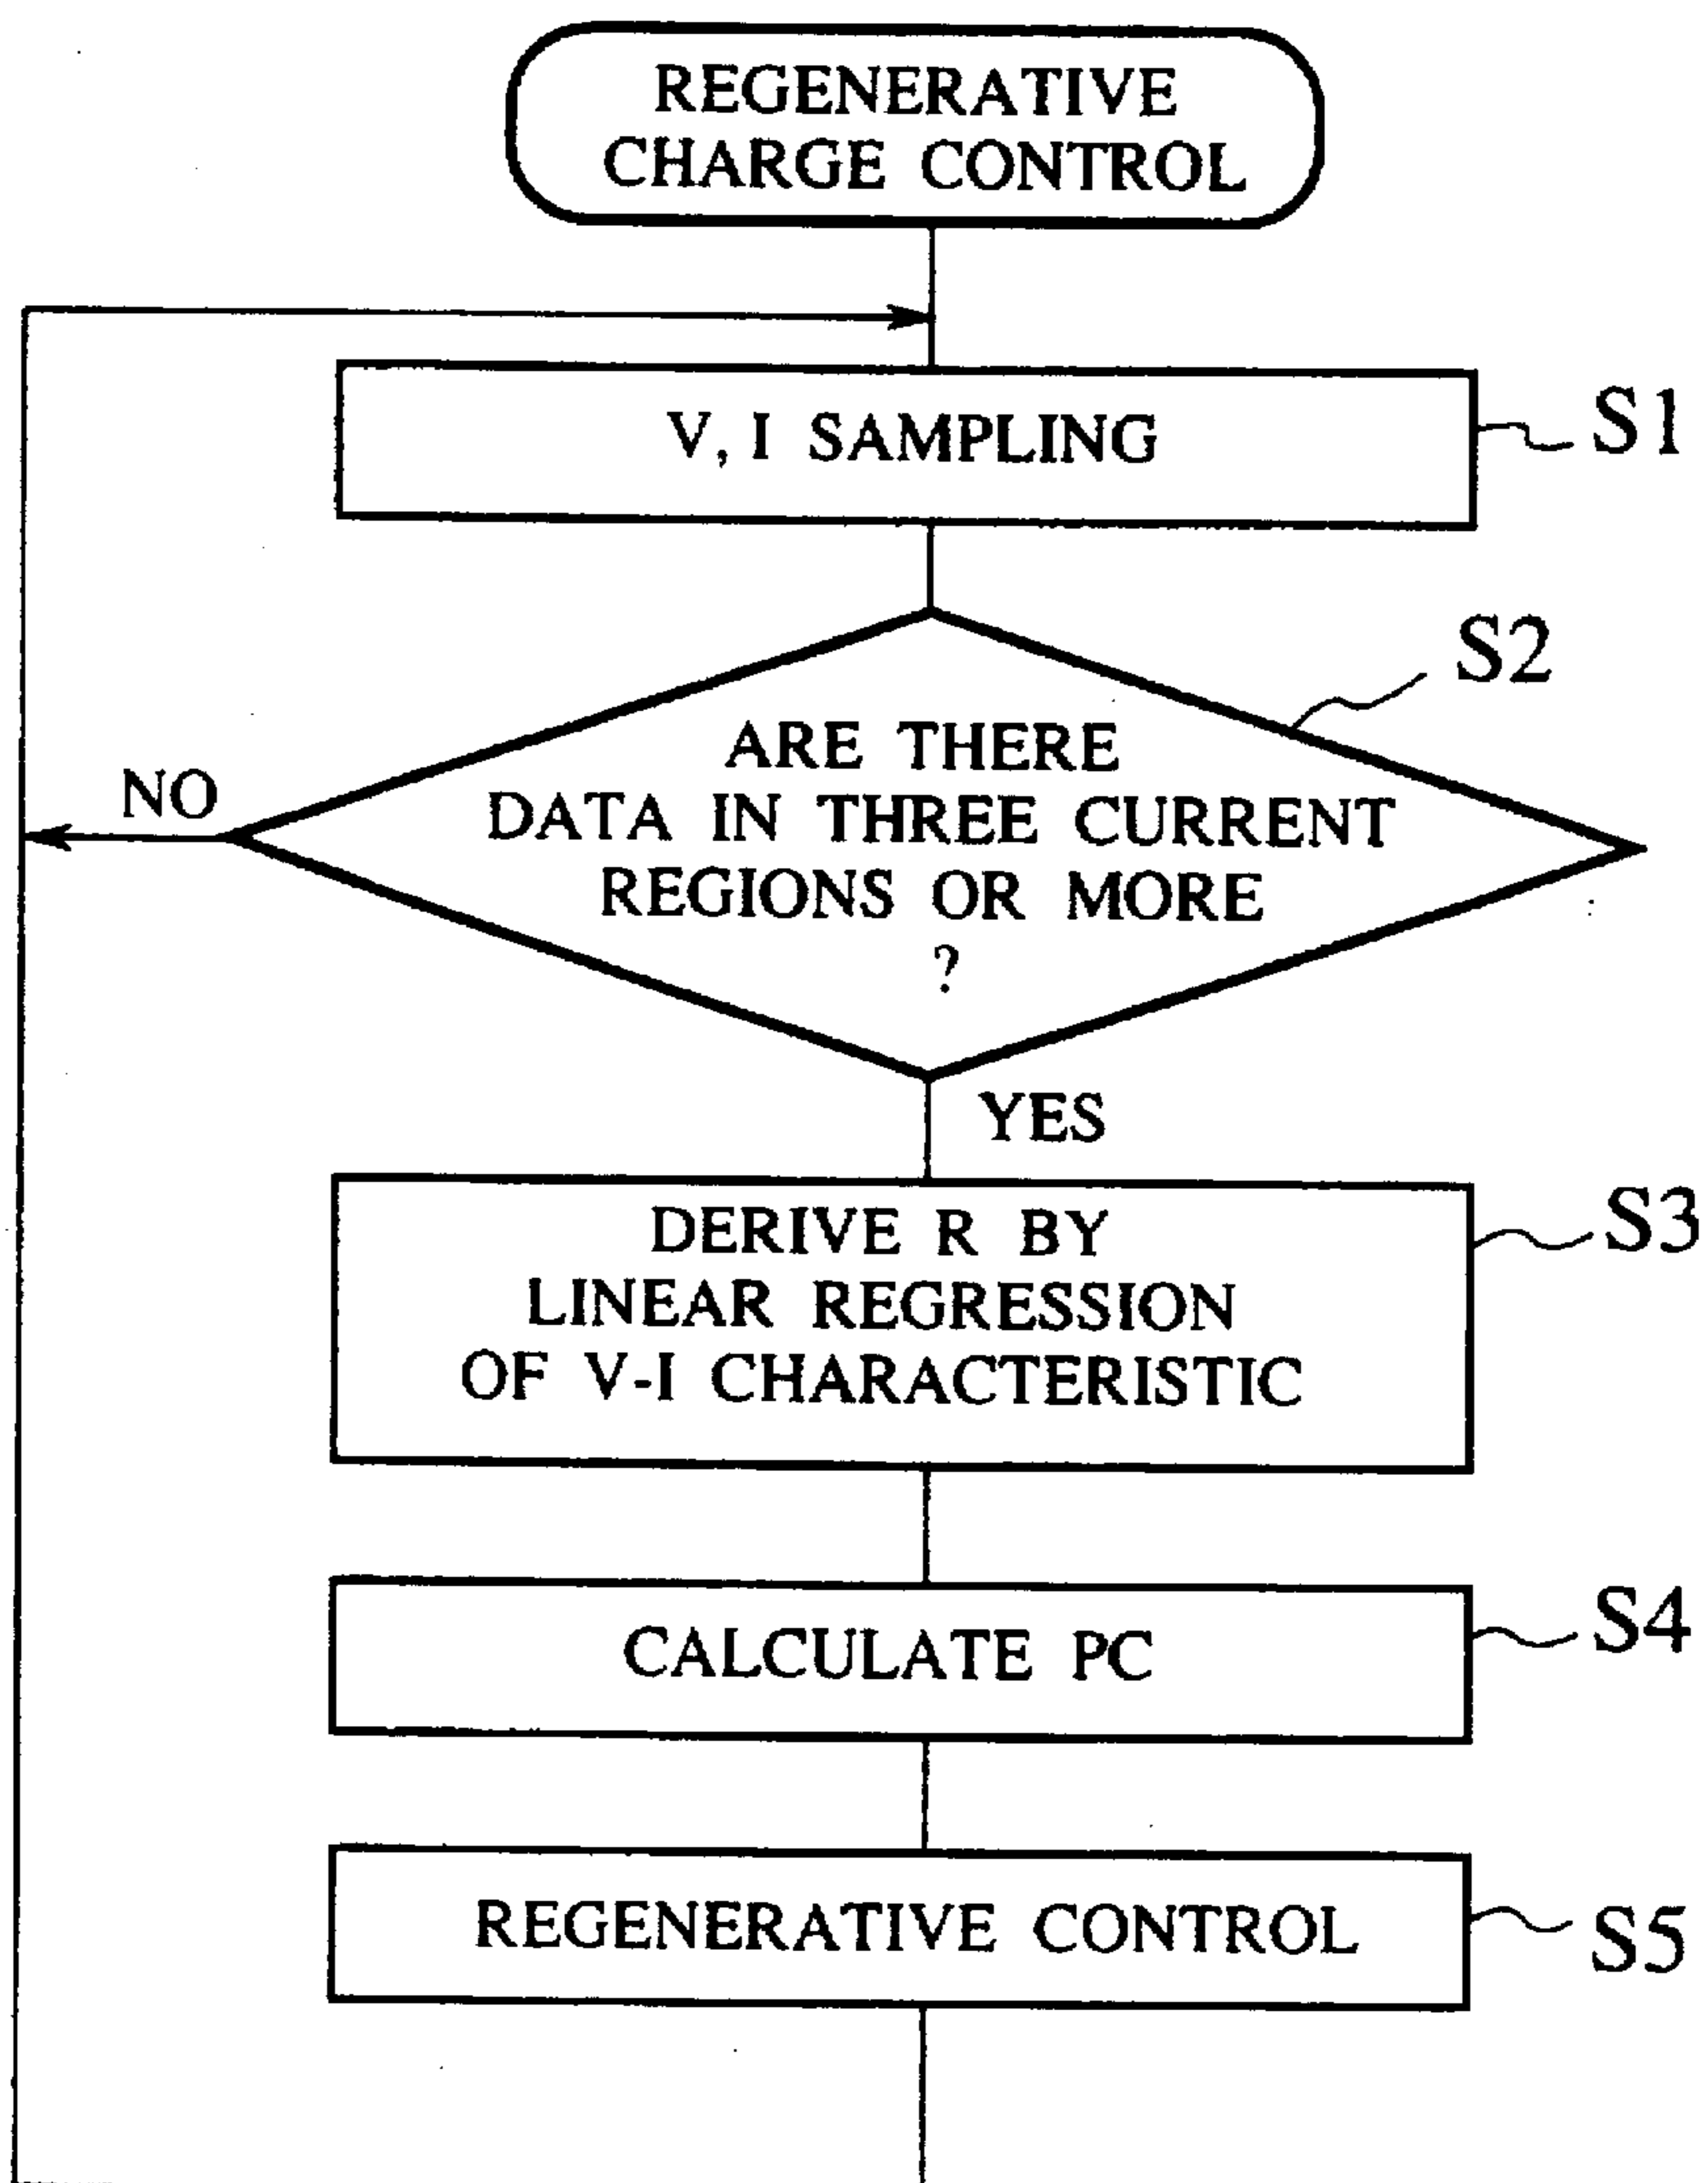 REGENERATIVE
CHARGE CONTROL
V, I SAMPLING
S1
S2
ARE THERE
DATA IN THREE CURRENT
REGIONS OR MORE
?
NO
YES
DERIVE R BY
LINEAR REGRESSION
OF V-I CHARACTERISTIC
S3
CALCULATE PC
S4
REGENERATIVE CONTROL
S5